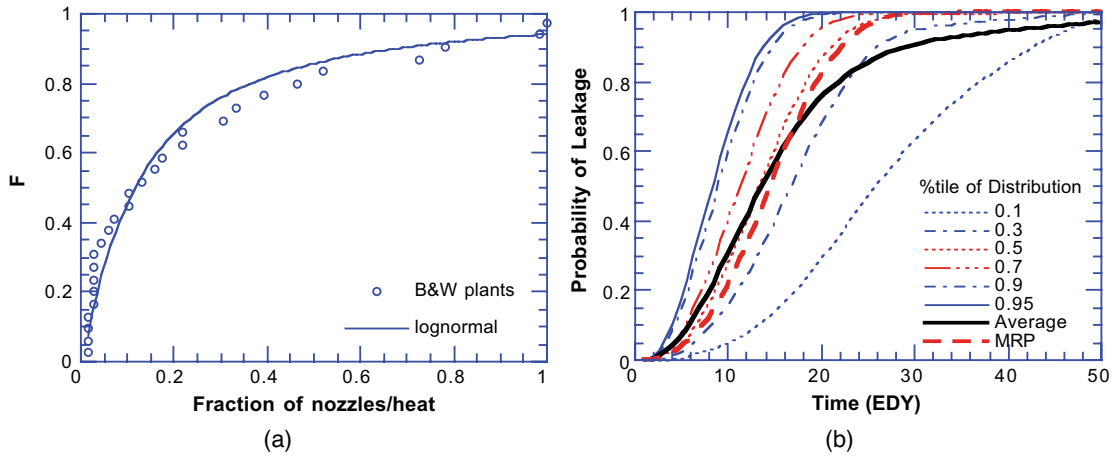 F
1
0.8
0.6
0.4
0.2
0
0
0.2
0.4
0.6
0.8
1
B&W plants
lognormal
Fraction of nozzles/heat
(a)
Probability of Leakage
1
0.8
0.6
0.4
0.2
0
0
10
20
30
40
50
%tile of Distribution
0.1
0.3
0.5
0.7
0.9
0.95
Average
MRP
Time (EDY)
(b)